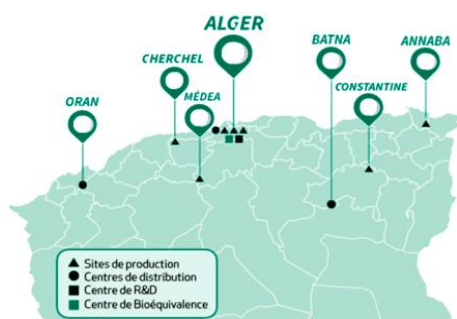 ALGER
BATNA
ANNABA
CHERCHEL
CONSTANTINE
MÉDEA
ORAN
Sites de production
Centres de distribution
Centre de R&D
Centre de Bioéquivalence